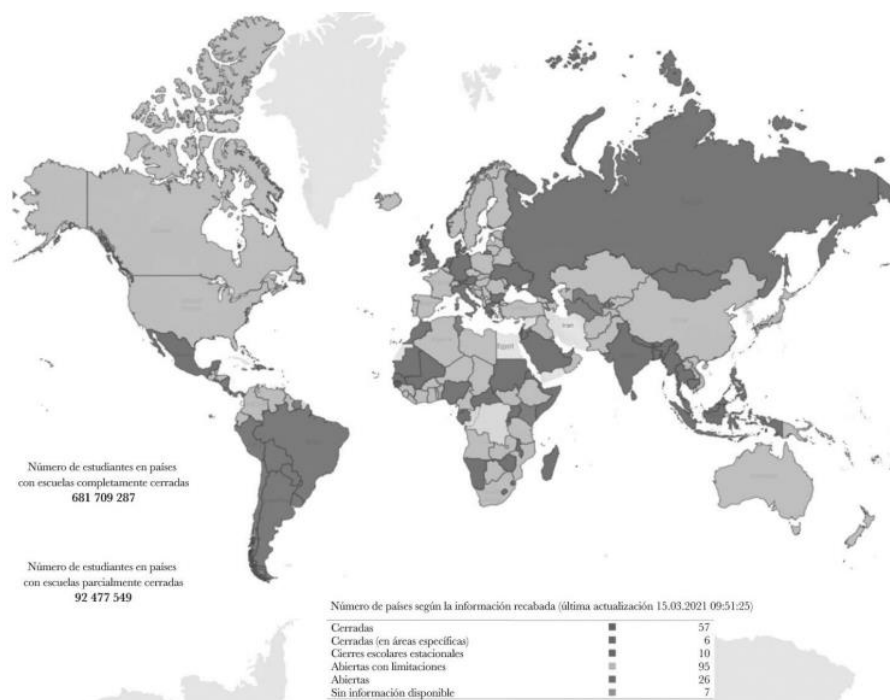 Iran
Egypt
Número de estudiantes en países
con escuelas completamente cerradas
681 709 287
Número de estudiantes en países
con escuelas parcialmente cerradas
92 477 549
Número de países según la información recabada (última actualización 15.03.2021 09:51:25)
Cerradas 57
Cerradas (en áreas específicas) 6
Cierres escolares estacionales 10
Abiertas con limitaciones 95
Abiertas 26
Sin información disponible 7